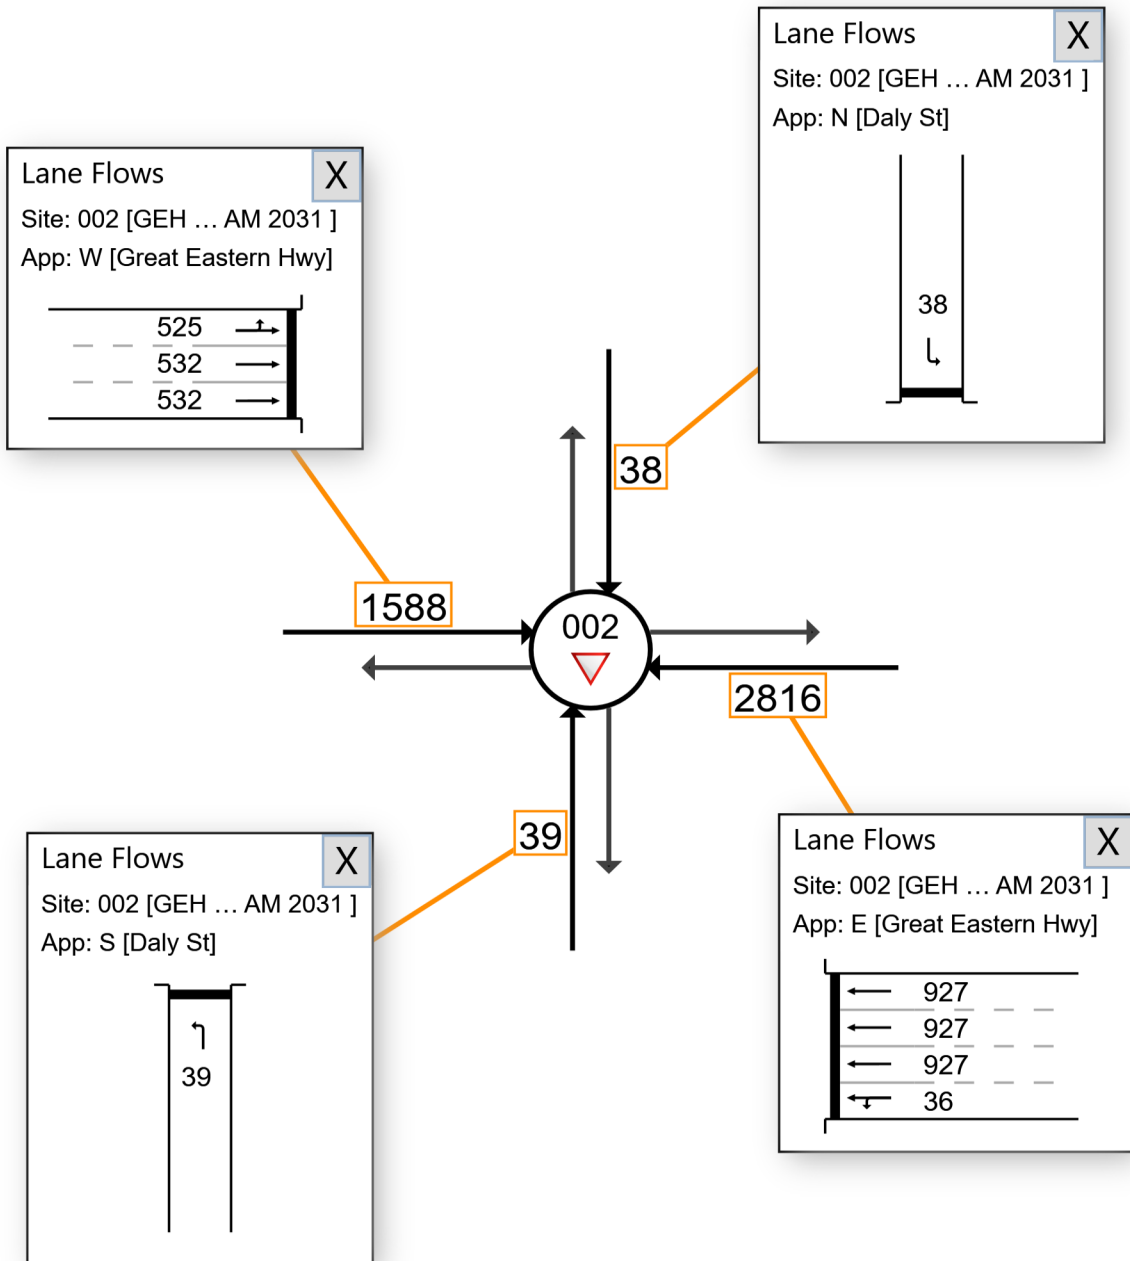 Lane Flows X
Site: 002 [GEH ... AM 2031 ]
App: N [Daly St]
38
Lane Flows X
Site: 002 [GEH ... AM 2031 ]
App: W [Great Eastern Hwy]
525
532
532
38
1588
002
2816
39
Lane Flows X
Site: 002 [GEH ... AM 2031 ]
App: S [Daly St]
39
Lane Flows X
Site: 002 [GEH ... AM 2031 ]
App: E [Great Eastern Hwy]
927
927
927
36